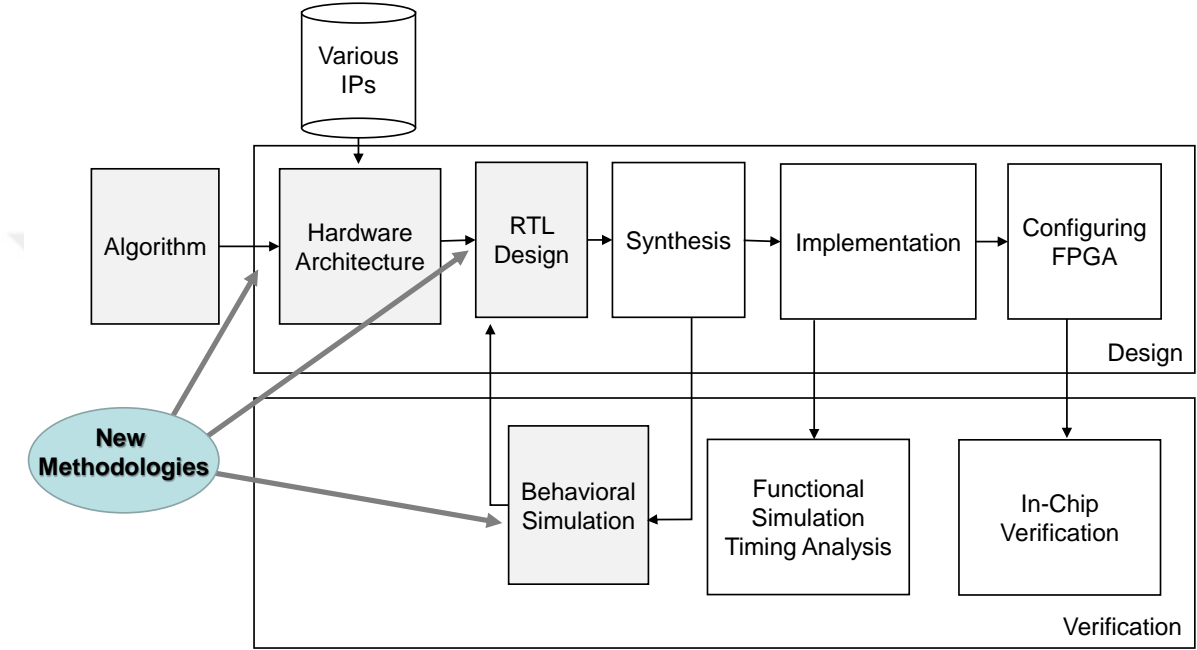 Various
IPs
Algorithm
Hardware
Architecture
RTL
Design
Synthesis
Implementation
Configuring
FPGA
Design
New
Methodologies
Behavioral
Simulation
Functional
Simulation
Timing Analysis
In-Chip
Verification
Verification